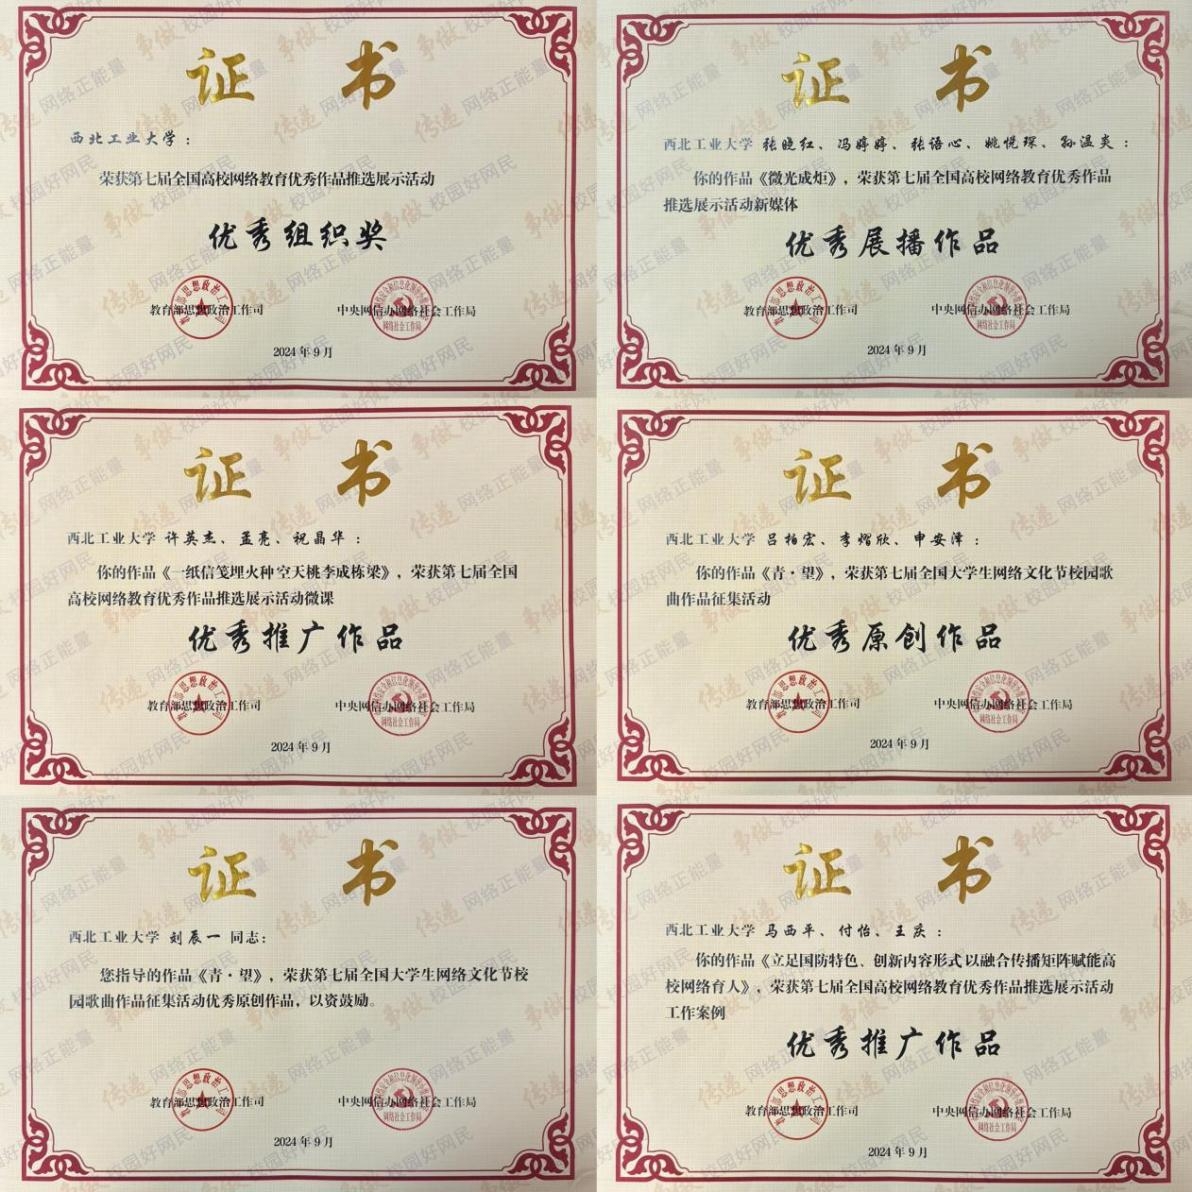 证 书
西北工业大学：
荣获第七届全国高校网络教育优秀作品推选展示活动
优秀组织奖
教育部思想政治工作司
中央网信办网络社会工作局
2024年9月
证 书
西北工业大学 张晓红、冯婷婷、张语心、姚悦琛、孙温炎：
你的作品《微光成炬》，荣获第七届全国高校网络教育优秀作品
推选展示活动新媒体
优秀展播作品
教育部思想政治工作司
中央网信办网络社会工作局
2024年9月
证 书
西北工业大学 许英杰、孟亮、祝晶华：
你的作品《一纸信笺埋火种 空天桃李成栋梁》，荣获第七届全国
高校网络教育优秀作品推选展示活动微课
优秀推广作品
教育部思想政治工作司
中央网信办网络社会工作局
2024年9月
证 书
西北工业大学 吕柏宏、李熠欣、申安泽：
你的作品《青·望》，荣获第七届全国大学生网络文化节校园歌
曲作品征集活动
优秀原创作品
教育部思想政治工作司
中央网信办网络社会工作局
2024年9月
证 书
西北工业大学 刘辰一 同志：
您指导的作品《青·望》，荣获第七届全国大学生网络文化节校
园歌曲作品征集活动优秀原创作品，以资鼓励。
教育部思想政治工作司
中央网信办网络社会工作局
2024年9月
证 书
西北工业大学 马西平、付怡、王庆：
你的作品《立足国防特色、创新内容形式 以融合传播矩阵赋能高
校网络育人》，荣获第七届全国高校网络教育优秀作品推选展示活动
工作案例
优秀推广作品
教育部思想政治工作司
中央网信办网络社会工作局
2024年9月